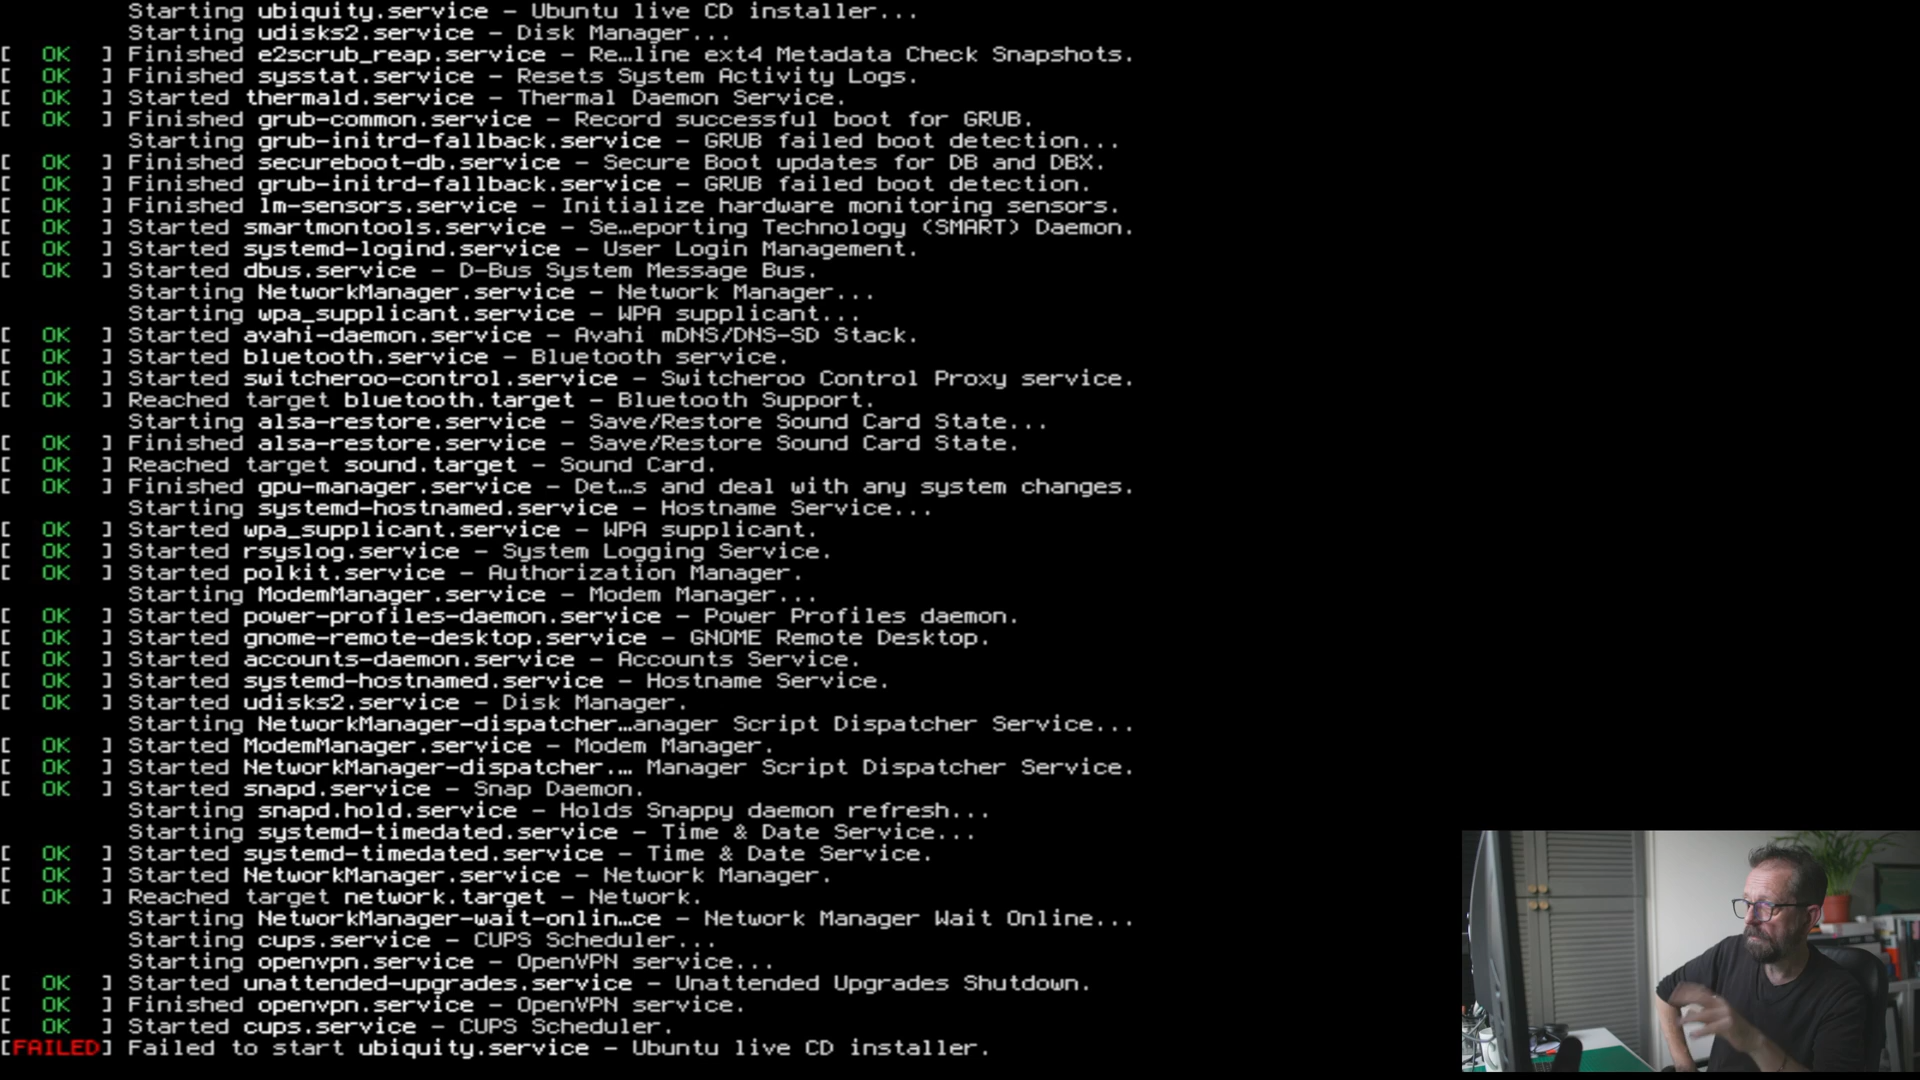 Starting ubiquity.service – Ubuntu live CD installer...
Starting udisks2.service – Disk Manager...
[  OK  ] Finished e2scrub_reap.service – Re…line ext4 Metadata Check Snapshots.
[  OK  ] Finished sysstat.service – Resets System Activity Logs.
[  OK  ] Started thermald.service – Thermal Daemon Service.
[  OK  ] Finished grub-common.service – Record successful boot for GRUB.
Starting grub-initrd-fallback.service – GRUB failed boot detection...
[  OK  ] Finished secureboot-db.service – Secure Boot updates for DB and DBX.
[  OK  ] Finished grub-initrd-fallback.service – GRUB failed boot detection.
[  OK  ] Finished lm-sensors.service – Initialize hardware monitoring sensors.
[  OK  ] Started smartmontools.service – Se…eporting Technology (SMART) Daemon.
[  OK  ] Started systemd-logind.service – User Login Management.
[  OK  ] Started dbus.service – D-Bus System Message Bus.
Starting NetworkManager.service – Network Manager...
Starting wpa_supplicant.service – WPA supplicant...
[  OK  ] Started avahi-daemon.service – Avahi mDNS/DNS-SD Stack.
[  OK  ] Started bluetooth.service – Bluetooth service.
[  OK  ] Started switcheroo-control.service – Switcheroo Control Proxy service.
[  OK  ] Reached target bluetooth.target – Bluetooth Support.
Starting alsa-restore.service – Save/Restore Sound Card State...
[  OK  ] Finished alsa-restore.service – Save/Restore Sound Card State.
[  OK  ] Reached target sound.target – Sound Card.
[  OK  ] Finished gpu-manager.service – Det…s and deal with any system changes.
Starting systemd-hostnamed.service – Hostname Service...
[  OK  ] Started wpa_supplicant.service – WPA supplicant.
[  OK  ] Started rsyslog.service – System Logging Service.
[  OK  ] Started polkit.service – Authorization Manager.
Starting ModemManager.service – Modem Manager...
[  OK  ] Started power-profiles-daemon.service – Power Profiles daemon.
[  OK  ] Started gnome-remote-desktop.service – GNOME Remote Desktop.
[  OK  ] Started accounts-daemon.service – Accounts Service.
[  OK  ] Started systemd-hostnamed.service – Hostname Service.
[  OK  ] Started udisks2.service – Disk Manager.
Starting NetworkManager-dispatcher…anager Script Dispatcher Service...
[  OK  ] Started ModemManager.service – Modem Manager.
[  OK  ] Started NetworkManager-dispatcher.… Manager Script Dispatcher Service.
[  OK  ] Started snapd.service – Snap Daemon.
Starting snapd.hold.service – Holds Snappy daemon refresh...
Starting systemd-timedated.service – Time & Date Service...
[  OK  ] Started systemd-timedated.service – Time & Date Service.
[  OK  ] Started NetworkManager.service – Network Manager.
[  OK  ] Reached target network.target – Network.
Starting NetworkManager-wait-onlin…ce – Network Manager Wait Online...
Starting cups.service – CUPS Scheduler...
Starting openvpn.service – OpenVPN service...
[  OK  ] Started unattended-upgrades.service – Unattended Upgrades Shutdown.
[  OK  ] Finished openvpn.service – OpenVPN service.
[  OK  ] Started cups.service – CUPS Scheduler.
[FAILED] Failed to start ubiquity.service – Ubuntu live CD installer.